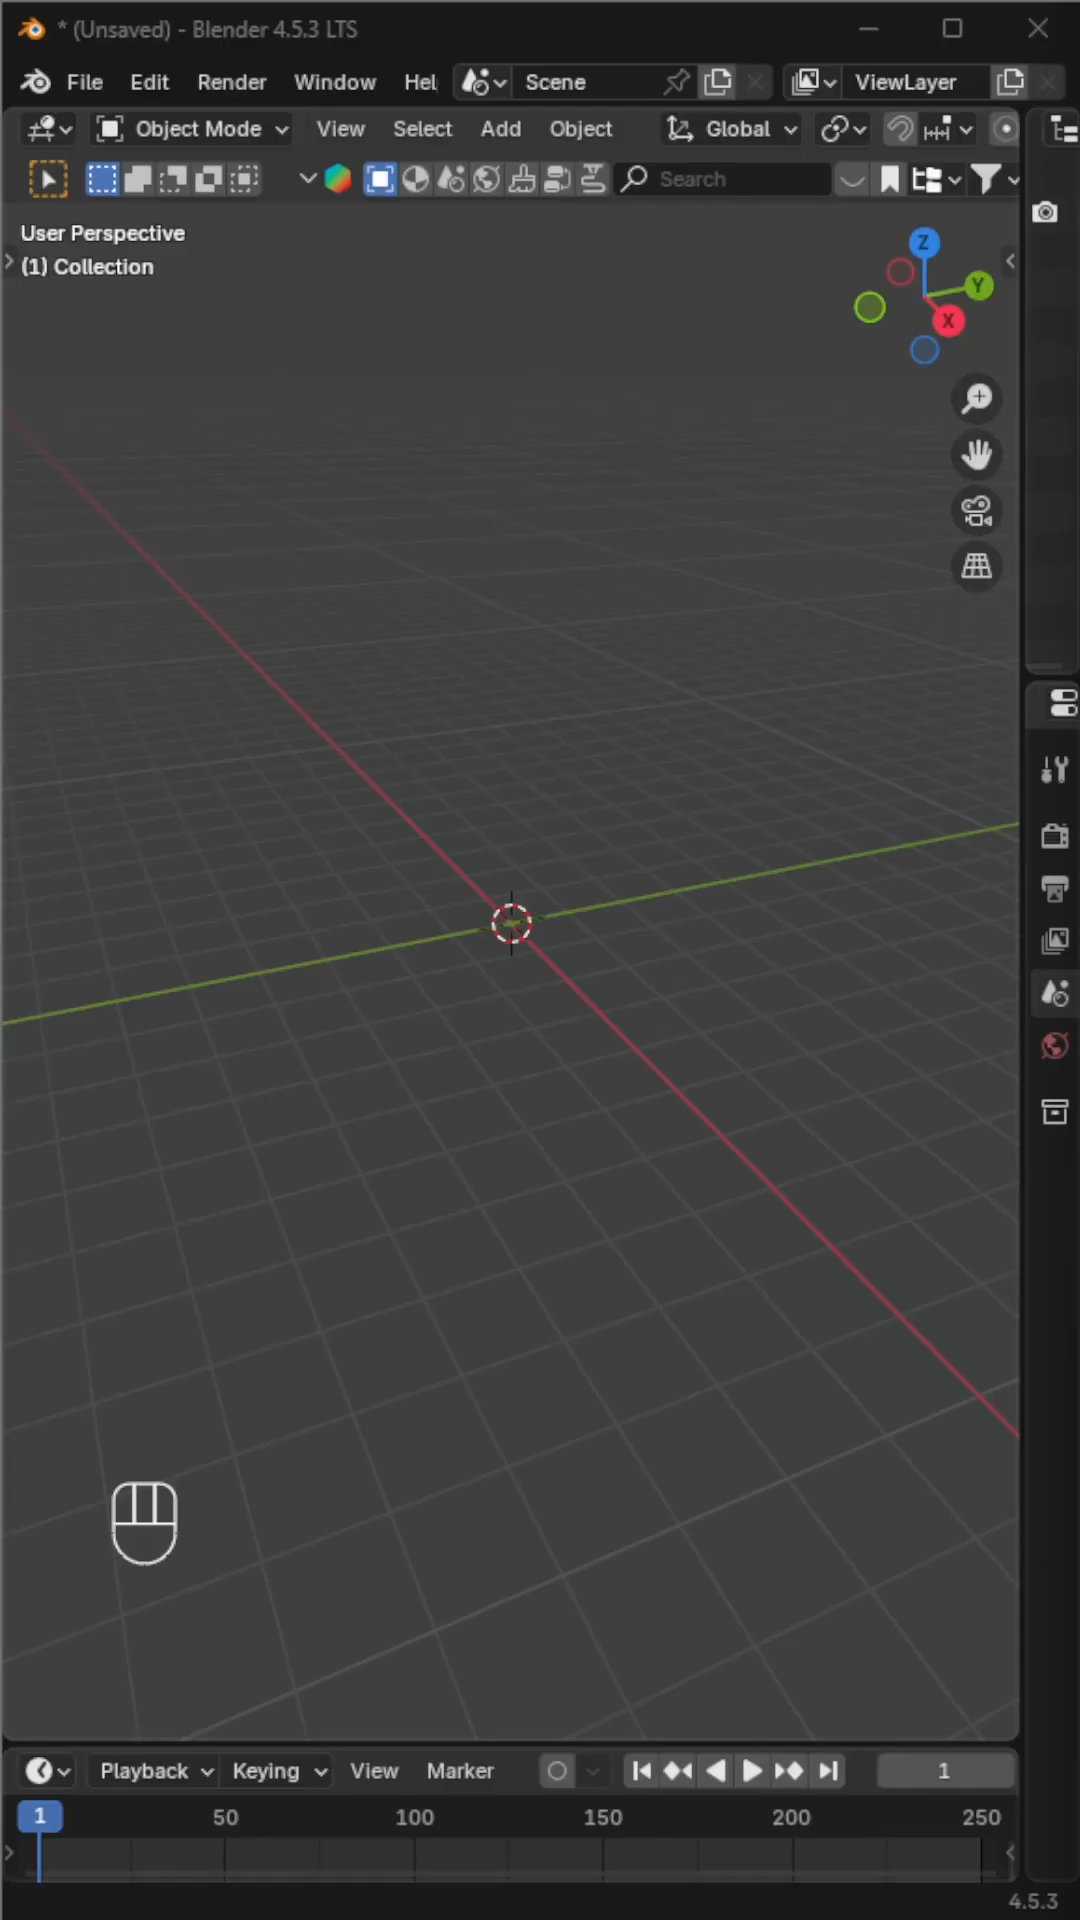 * (Unsaved) - Blender 4.5.3 LTS
File Edit Render Window Hel Scene ViewLayer
Object Mode View Select Add Object Global
Search
User Perspective
(1) Collection
Z
Y
X
Playback Keying View Marker 1
1 50 100 150 200 250
4.5.3